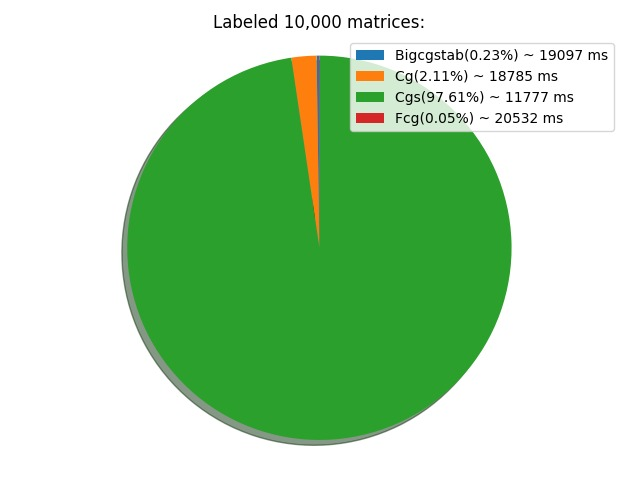 Labeled 10,000 matrices:
Bigcgstab(0.23%) ~ 19097 ms
Cg(2.11%) ~ 18785 ms
Cgs(97.61%) ~ 11777 ms
Fcg(0.05%) ~ 20532 ms